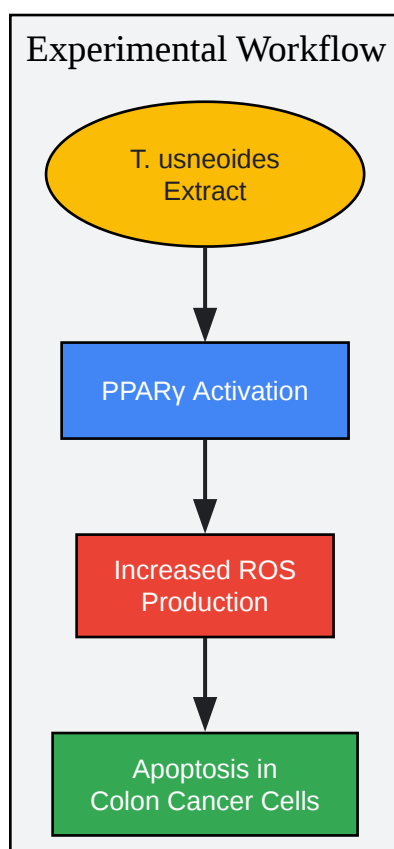 Experimental Workflow
T. usneoides
Extract
PPARγ Activation
Increased ROS
Production
Apoptosis in
Colon Cancer Cells